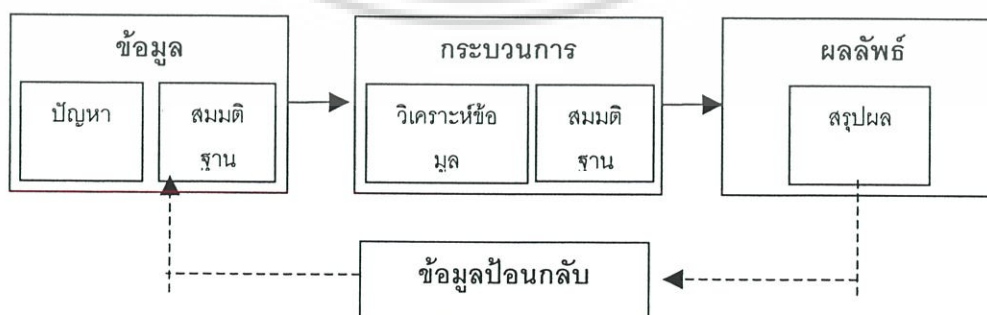 ข้อมูล
ปัญหา
สมมติ
ฐาน
กระบวนการ
วิเคราะห์ข้อ
มูล
สมมติ
ฐาน
ผลลัพธ์
สรุปผล
ข้อมูลป้อนกลับ